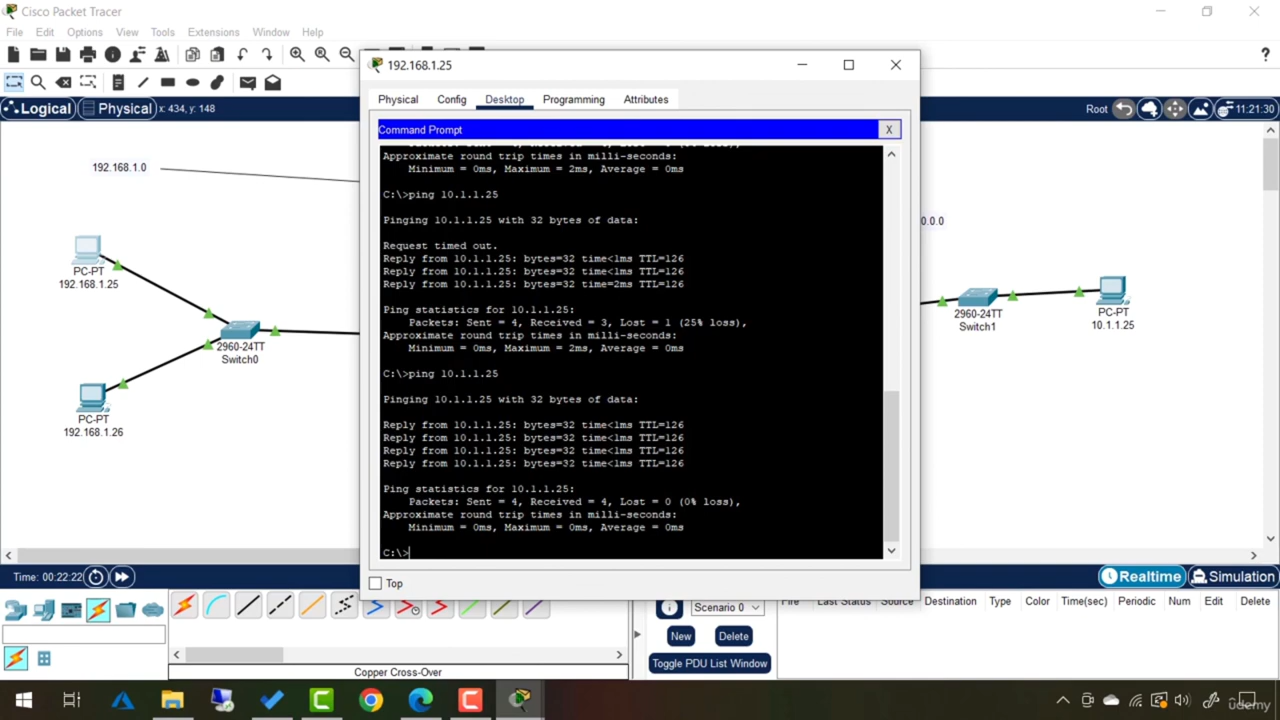 Cisco Packet Tracer
File Edit Options View Tools Extensions Window Help
?
192.168.1.25
Physical Config Desktop Programming Attributes
Logical Physical x: 434, y: 148
Root 11:21:30
Command Prompt X
Approximate round trip times in milli-seconds:
Minimum = 0ms, Maximum = 2ms, Average = 0ms
C:\>ping 10.1.1.25
Pinging 10.1.1.25 with 32 bytes of data:
Request timed out.
Reply from 10.1.1.25: bytes=32 time<1ms TTL=126
Reply from 10.1.1.25: bytes=32 time<1ms TTL=126
Reply from 10.1.1.25: bytes=32 time=2ms TTL=126
Ping statistics for 10.1.1.25:
Packets: Sent = 4, Received = 3, Lost = 1 (25% loss),
Approximate round trip times in milli-seconds:
Minimum = 0ms, Maximum = 2ms, Average = 0ms
C:\>ping 10.1.1.25
Pinging 10.1.1.25 with 32 bytes of data:
Reply from 10.1.1.25: bytes=32 time<1ms TTL=126
Reply from 10.1.1.25: bytes=32 time<1ms TTL=126
Reply from 10.1.1.25: bytes=32 time<1ms TTL=126
Reply from 10.1.1.25: bytes=32 time<1ms TTL=126
Ping statistics for 10.1.1.25:
Packets: Sent = 4, Received = 4, Lost = 0 (0% loss),
Approximate round trip times in milli-seconds:
Minimum = 0ms, Maximum = 0ms, Average = 0ms
C:\>
Top
192.168.1.0
PC-PT
192.168.1.25
2960-24TT
Switch0
PC-PT
192.168.1.26
0.0.0
2960-24TT
Switch1
PC-PT
10.1.1.25
Time: 00:22:22
Realtime Simulation
Scenario 0
Fire Last Status Source Destination Type Color Time(sec) Periodic Num Edit Delete
New Delete
Toggle PDU List Window
Copper Cross-Over
udemy